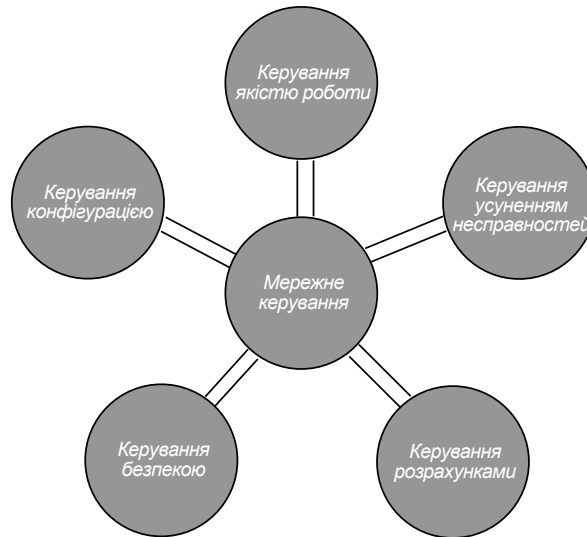 Керування
якістю роботи
Керування
конфігурацією
Керування
усуненням
несправностей
Мережне
керування
Керування
безпекою
Керування
розрахунками